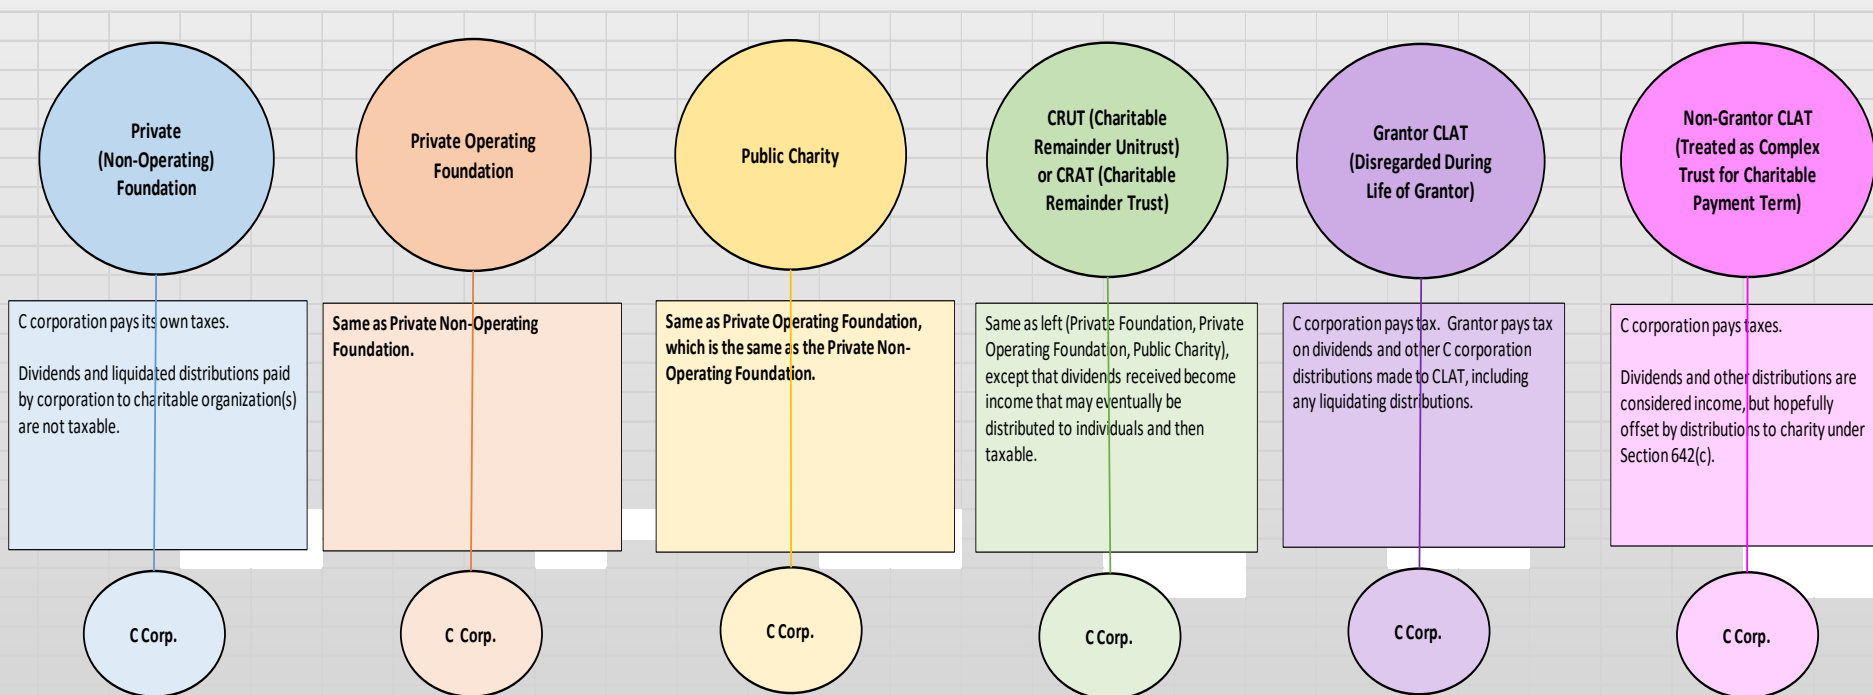 Private
(Non-Operating)
Foundation
Private Operating
Foundation
Public Charity
CRUT (Charitable
Remainder Unitrust)
or CRAT (Charitable
Remainder Trust)
Grantor CLAT
(Disregarded During
Life of Grantor)
Non-Grantor CLAT
(Treated as Complex
Trust for Charitable
Payment Term)
C corporation pays its own taxes.
Dividends and liquidated distributions paid
by corporation to charitable organization(s)
are not taxable.
Same as Private Non-Operating
Foundation.
Same as Private Operating Foundation,
which is the same as the Private Non-
Operating Foundation.
Same as left (Private Foundation, Private
Operating Foundation, Public Charity),
except that dividends received become
income that may eventually be
distributed to individuals and then
taxable.
C corporation pays tax. Grantor pays tax
on dividends and other C corporation
distributions made to CLAT, including
any liquidating distributions.
C corporation pays taxes.
Dividends and other distributions are
considered income, but hopefully
offset by distributions to charity under
Section 642(c).
C Corp.
C Corp.
C Corp.
C Corp.
C Corp.
C Corp.